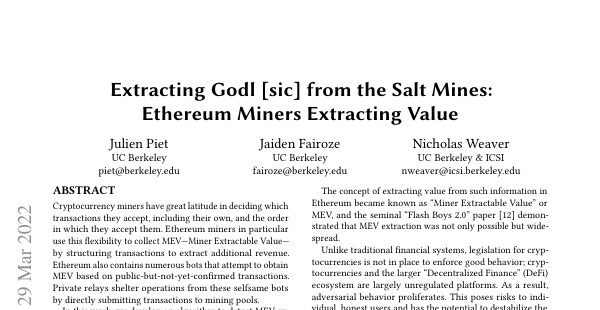 Extracting Godl [sic] from the Salt Mines:
Ethereum Miners Extracting Value
Julien Piet
UC Berkeley
piet@berkeley.edu
Jaiden Fairoze
UC Berkeley
fairoze@berkeley.edu
Nicholas Weaver
UC Berkeley & ICSI
nweaver@icsi.berkeley.edu
29 Mar 2022
ABSTRACT
Cryptocurrency miners have great latitude in deciding which
transactions they accept, including their own, and the order
in which they accept them. Ethereum miners in particular
use this flexibility to collect MEV—Miner Extractable Value—
by structuring transactions to extract additional revenue.
Ethereum also contains numerous bots that attempt to obtain
MEV based on public-but-not-yet-confirmed transactions.
Private relays shelter operations from these selfsame bots
by directly submitting transactions to mining pools.
The concept of extracting value from such information in
Ethereum became known as “Miner Extractable Value” or
MEV, and the seminal “Flash Boys 2.0” paper [12] demon-
strated that MEV extraction was not only possible but wide-
spread.
Unlike traditional financial systems, legislation for cryp-
tocurrencies is not in place to enforce good behavior; cryp-
tocurrencies and the larger “Decentralized Finance” (DeFi)
ecosystem are largely unregulated platforms. As a result,
adversarial behavior proliferates. This poses risks to indi-
vidual, honest users and has the potential to destabilize the